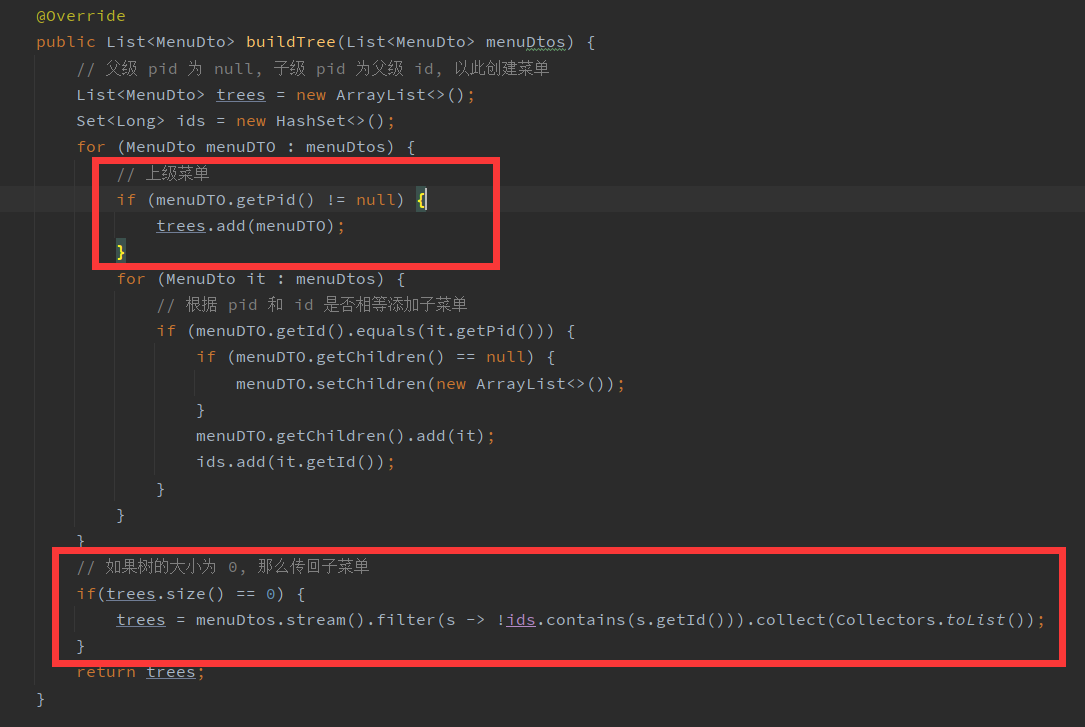 @Override
public List<MenuDto> buildTree(List<MenuDto> menuDtos) {
// 父级 pid 为 null, 子级 pid 为父级 id, 以此创建菜单
List<MenuDto> trees = new ArrayList<>();
Set<Long> ids = new HashSet<>();
for (MenuDto menuDTO : menuDtos) {
// 上级菜单
if (menuDTO.getPid() != null) {
trees.add(menuDTO);
}
for (MenuDto it : menuDtos) {
// 根据 pid 和 id 是否相等添加子菜单
if (menuDTO.getId().equals(it.getPid())) {
if (menuDTO.getChildren() == null) {
menuDTO.setChildren(new ArrayList<>());
}
menuDTO.getChildren().add(it);
ids.add(it.getId());
}
}
}
// 如果树的大小为 0, 那么传回子菜单
if(trees.size() == 0) {
trees = menuDtos.stream().filter(s -> !ids.contains(s.getId())).collect(Collectors.toList());
}
return trees;
}